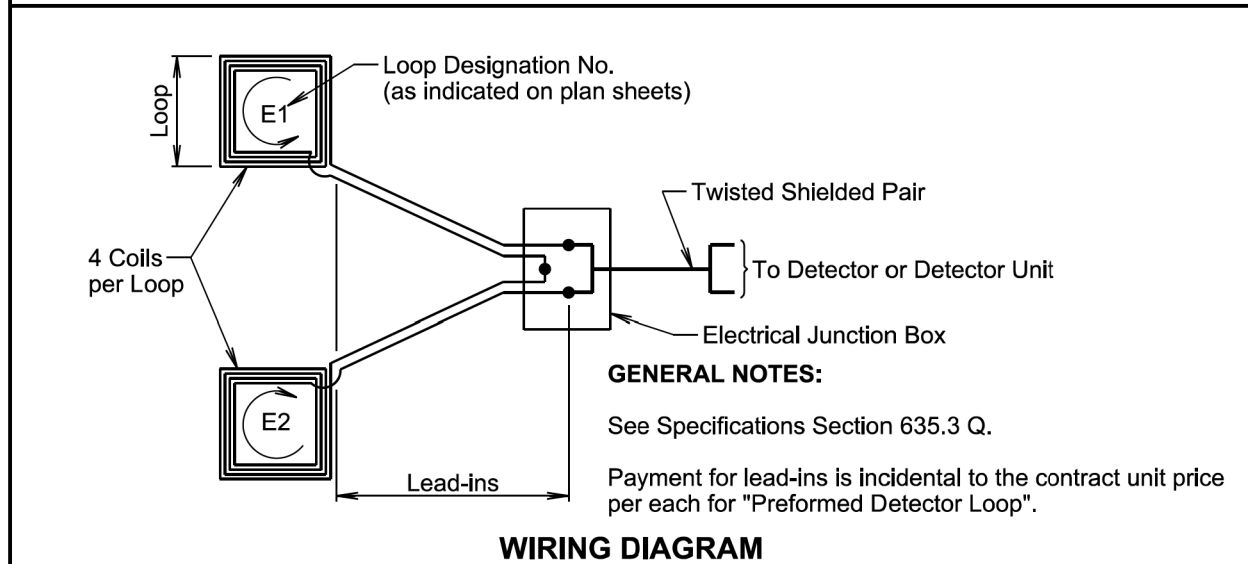 Loop Designation No.
(as indicated on plan sheets)
Loop
E1
Twisted Shielded Pair
4 Coils
per Loop
To Detector or Detector Unit
Electrical Junction Box
E2
Lead-ins
GENERAL NOTES:
See Specifications Section 635.3 Q.
Payment for lead-ins is incidental to the contract unit price
per each for "Preformed Detector Loop".
WIRING DIAGRAM